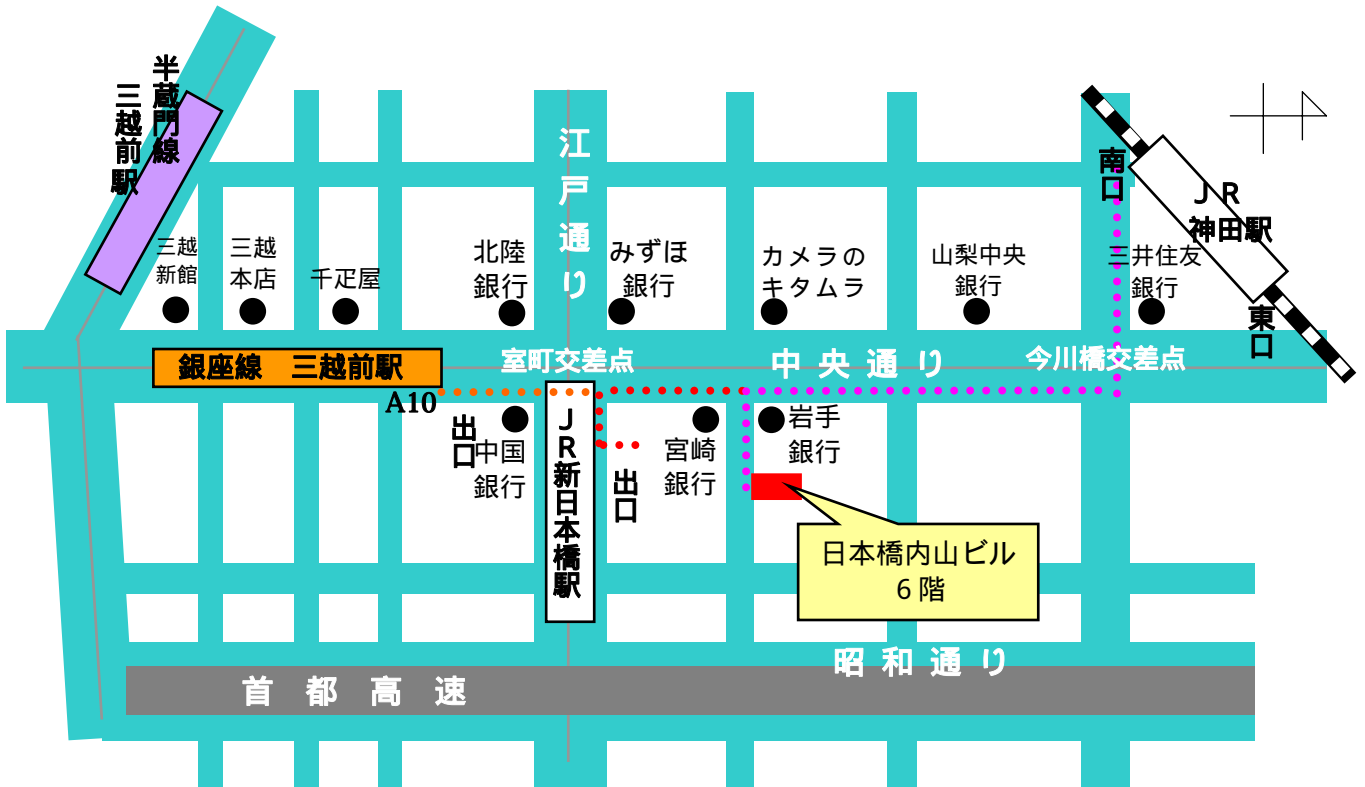 半蔵門線
三越前駅
江戸通り
南口
JR
神田駅
東口
三越
新館
三越
本店
千疋屋
北陸
銀行
みずほ
銀行
カメラの
キタムラ
山梨中央
銀行
三井住友
銀行
銀座線 三越前駅
室町交差点
中央通り
今川橋交差点
A10
出口
中国
銀行
JR新日本橋駅
出口
宮崎
銀行
岩手
銀行
日本橋内山ビル
6階
昭和通り
首都高速